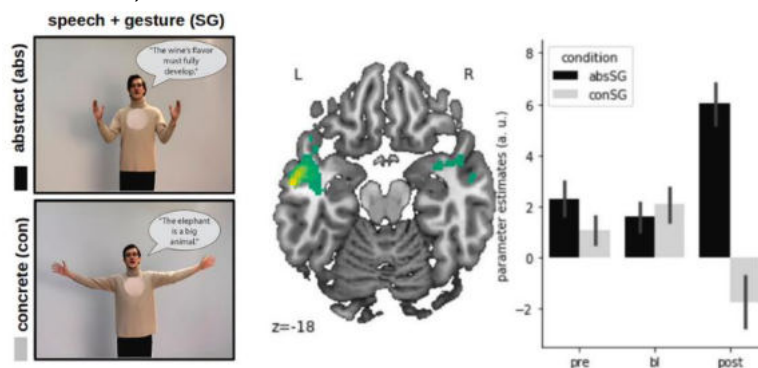 speech + gesture (SG)
abstract (abs)
"The wine's flavor
must fully
develop."
concrete (con)
"The elephant
is a big
animal."
L
R
z=-18
parameter estimates (a. u.)
8
6
4
2
0
−2
condition
absSG
conSG
pre
bl
post